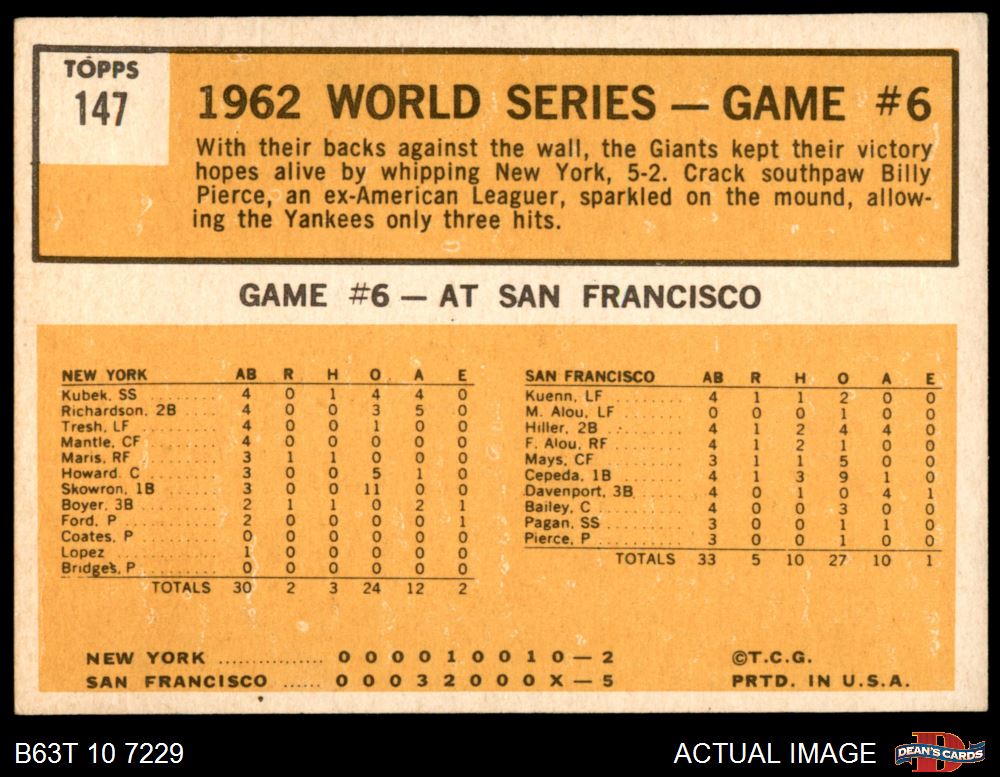 TOPPS
147
1962 WORLD SERIES — GAME #6
With their backs against the wall, the Giants kept their victory
hopes alive by whipping New York, 5-2. Crack southpaw Billy
Pierce, an ex-American Leaguer, sparkled on the mound, allow-
ing the Yankees only three hits.
GAME #6 — AT SAN FRANCISCO
NEW YORK AB R H O A E
Kubek, SS ........ 4 0 1 4 4 0
Richardson, 2B .... 4 0 0 3 5 0
Tresh, LF ........ 4 0 0 1 0 0
Mantle, CF ........ 4 0 0 0 0 0
Maris, RF ........ 3 1 1 0 0 0
Howard C ........ 3 0 0 5 1 0
Skowron, 1B ...... 3 0 0 11 0 0
Boyer, 3B ........ 2 1 1 0 2 1
Ford, P .......... 2 0 0 0 0 1
Coates, P ........ 0 0 0 0 0 0
Lopez ............ 1 0 0 0 0 0
Bridges, P ........ 0 0 0 0 0 0
TOTALS 30 2 3 24 12 2
SAN FRANCISCO AB R H O A E
Kuenn, LF ........ 4 1 1 2 0 0
M. Alou, LF ...... 0 0 0 1 0 0
Hiller, 2B ........ 4 1 2 4 4 0
F. Alou, RF ...... 4 1 2 1 0 0
Mays, CF ........ 3 1 1 5 0 0
Cepeda, 1B ...... 4 1 3 9 1 0
Davenport, 3B .... 4 0 1 0 4 1
Bailey, C ........ 4 0 0 3 0 0
Pagan, SS ........ 3 0 0 1 1 0
Pierce, P ........ 3 0 0 1 0 0
TOTALS 33 5 10 27 10 1
NEW YORK ............... 0 0 0 0 1 0 0 1 0 — 2
SAN FRANCISCO ...... 0 0 0 3 2 0 0 0 X — 5
©T.C.G.
PRTD. IN U.S.A.
B63T 10 7229
ACTUAL IMAGE
D
DEAN'S CARDS